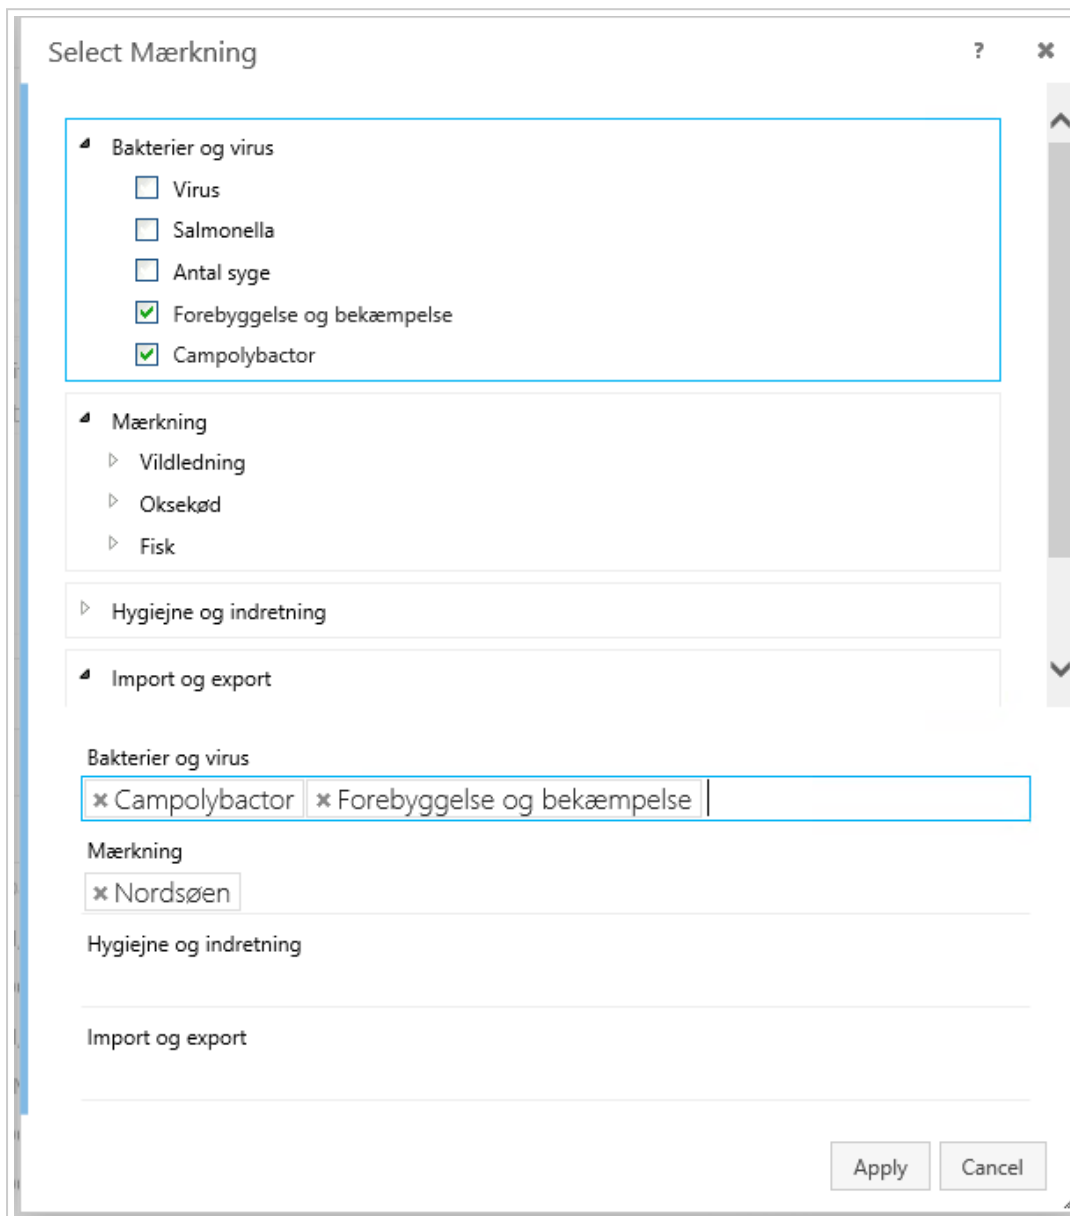 Select Mærkning
?
Bakterier og virus
Virus
Salmonella
Antal syge
Forebyggelse og bekæmpelse
Campolybactor
Mærkning
Vildledning
Oksekød
Fisk
Hygiejne og indretning
Import og export
Bakterier og virus
Campolybactor Forebyggelse og bekæmpelse
Mærkning
Nordsøen
Hygiejne og indretning
Import og export
Apply Cancel